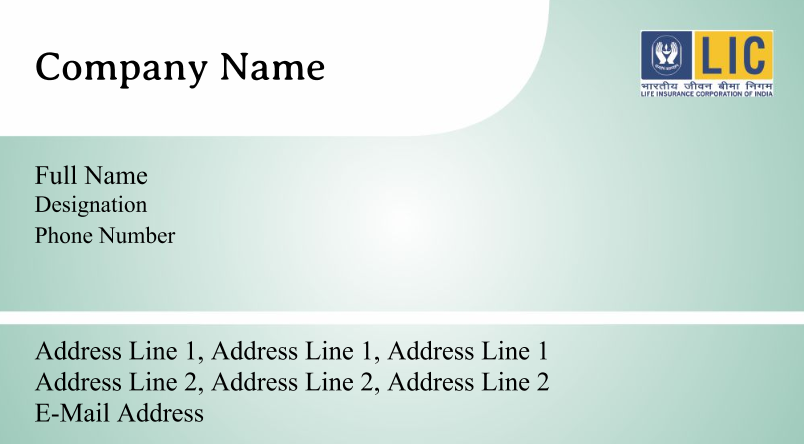 Company Name
LIC
भारतीय जीवन बीमा निगम
LIFE INSURANCE CORPORATION OF INDIA
Full Name
Designation
Phone Number
Address Line 1, Address Line 1, Address Line 1
Address Line 2, Address Line 2, Address Line 2
E-Mail Address